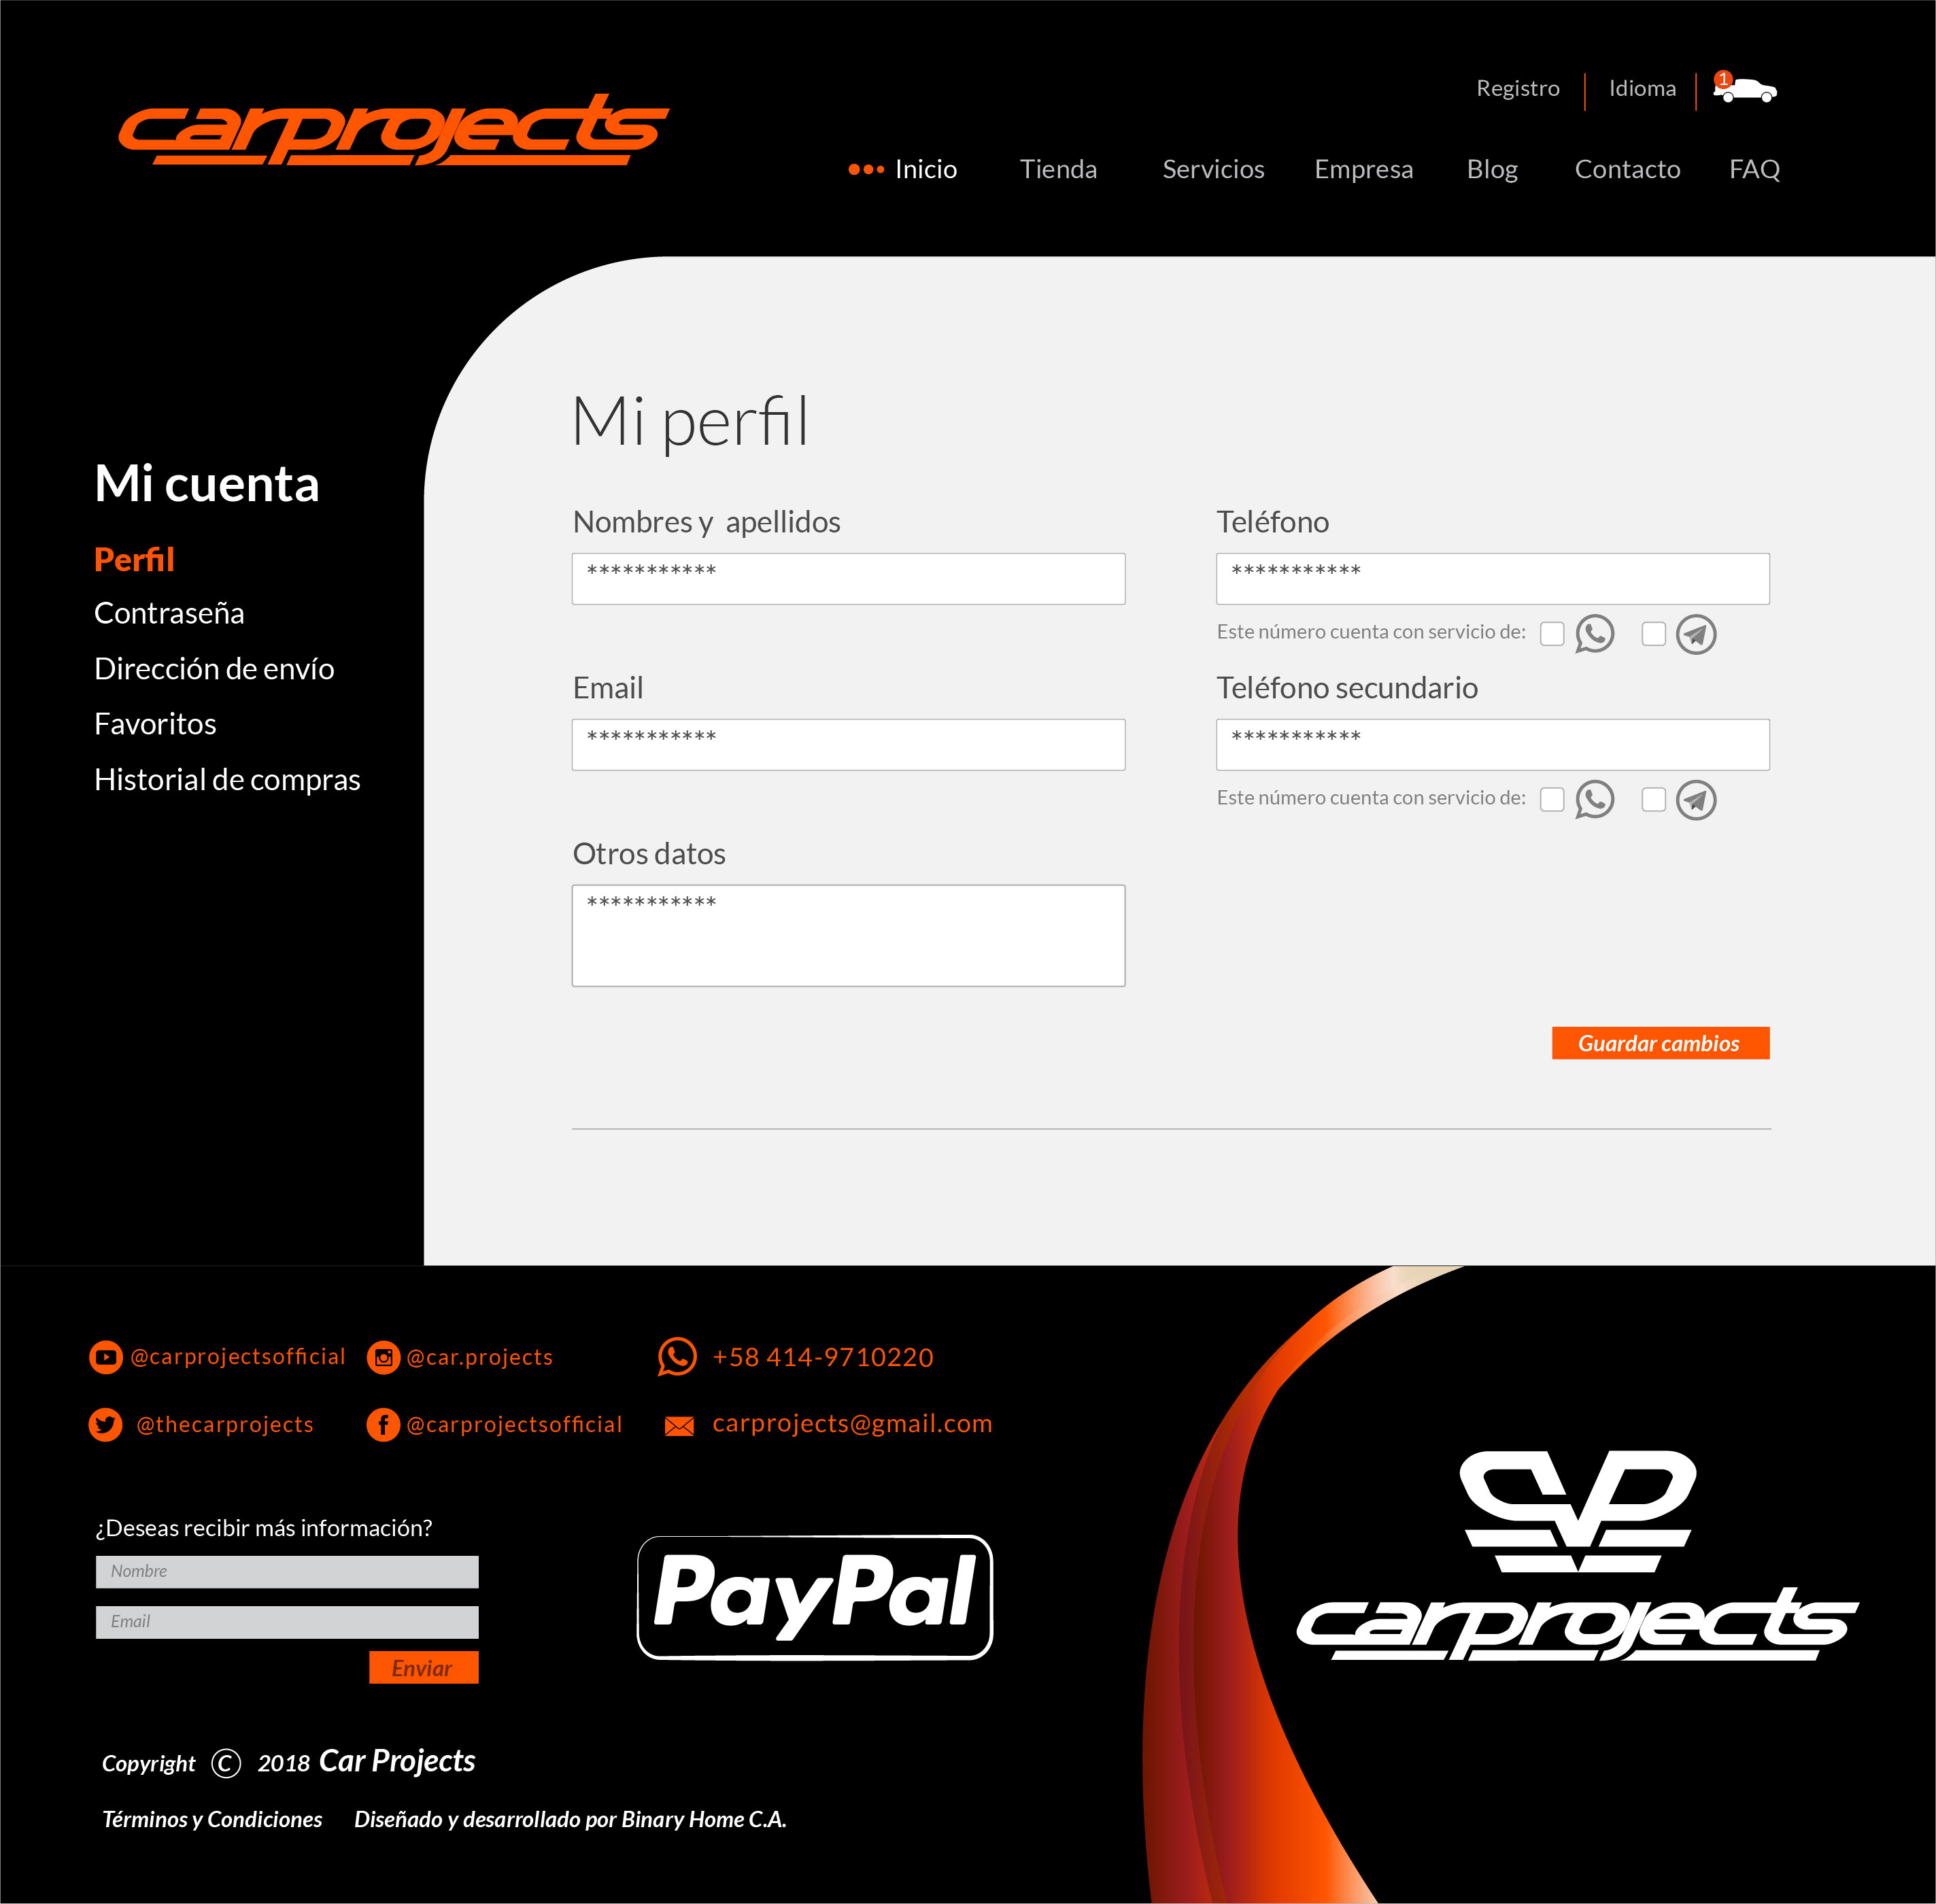 carprojects
Registro
Idioma
1
Inicio
Tienda
Servicios
Empresa
Blog
Contacto
FAQ
Mi cuenta
Perfil
Contraseña
Dirección de envío
Favoritos
Historial de compras
Mi perfil
Nombres y apellidos
***********
Teléfono
***********
Este número cuenta con servicio de:
Email
***********
Teléfono secundario
***********
Este número cuenta con servicio de:
Otros datos
***********
Guardar cambios
@carprojectsofficial
@car.projects
+58 414-9710220
@thecarprojects
@carprojectsofficial
carprojects@gmail.com
¿Deseas recibir más información?
Nombre
Email
Enviar
PayPal
CP
carprojects
Copyright © 2018 Car Projects
Términos y Condiciones
Diseñado y desarrollado por Binary Home C.A.